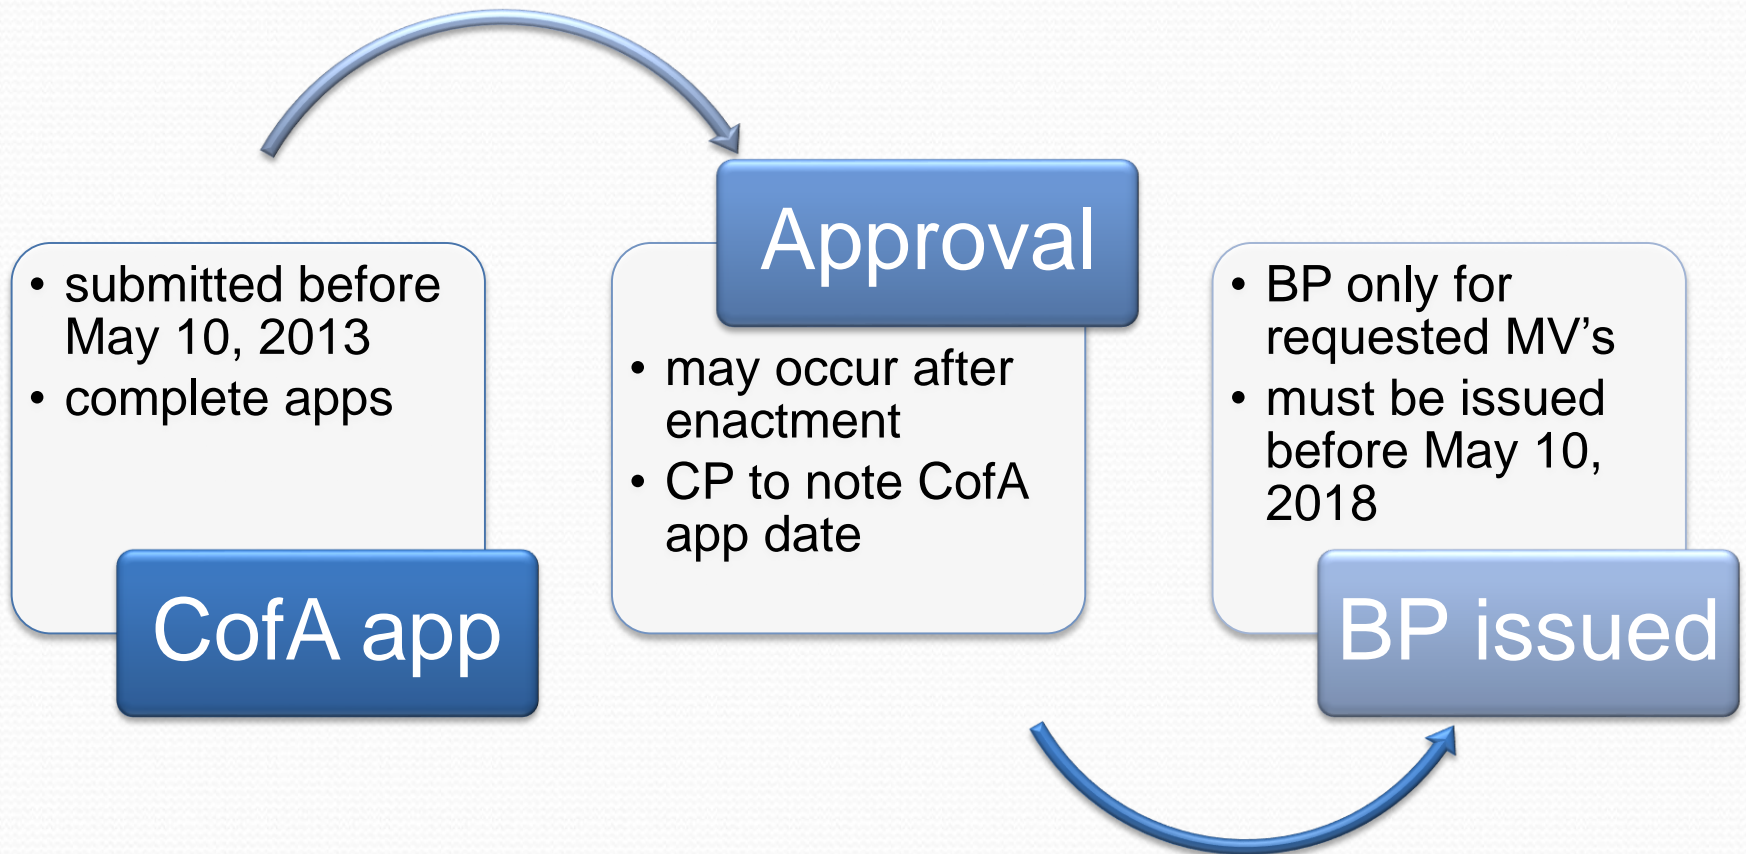 • submitted before
May 10, 2013
• complete apps
CofA app
Approval
• may occur after
enactment
• CP to note CofA
app date
• BP only for
requested MV’s
• must be issued
before May 10,
2018
BP issued